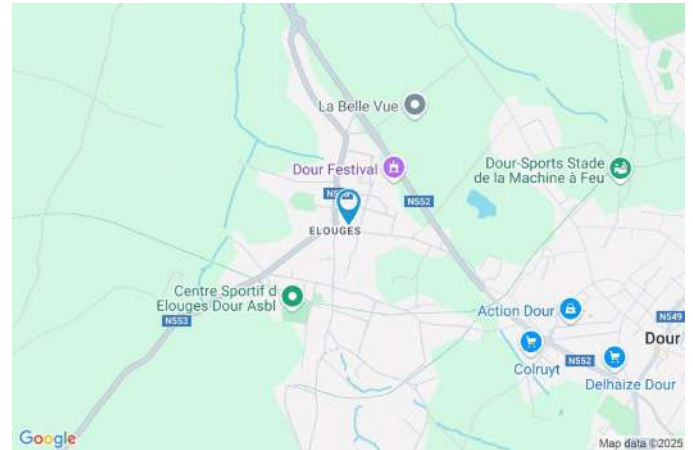 La Belle Vue
Dour Festival
Dour-Sports Stade
de la Machine à Feu
N552
ELOUGES
Centre Sportif d
Elouges Dour Asbl
N553
Action Dour
N549
Dour
Colruyt
N552
Delhaize Dour
Google
Map data ©2025